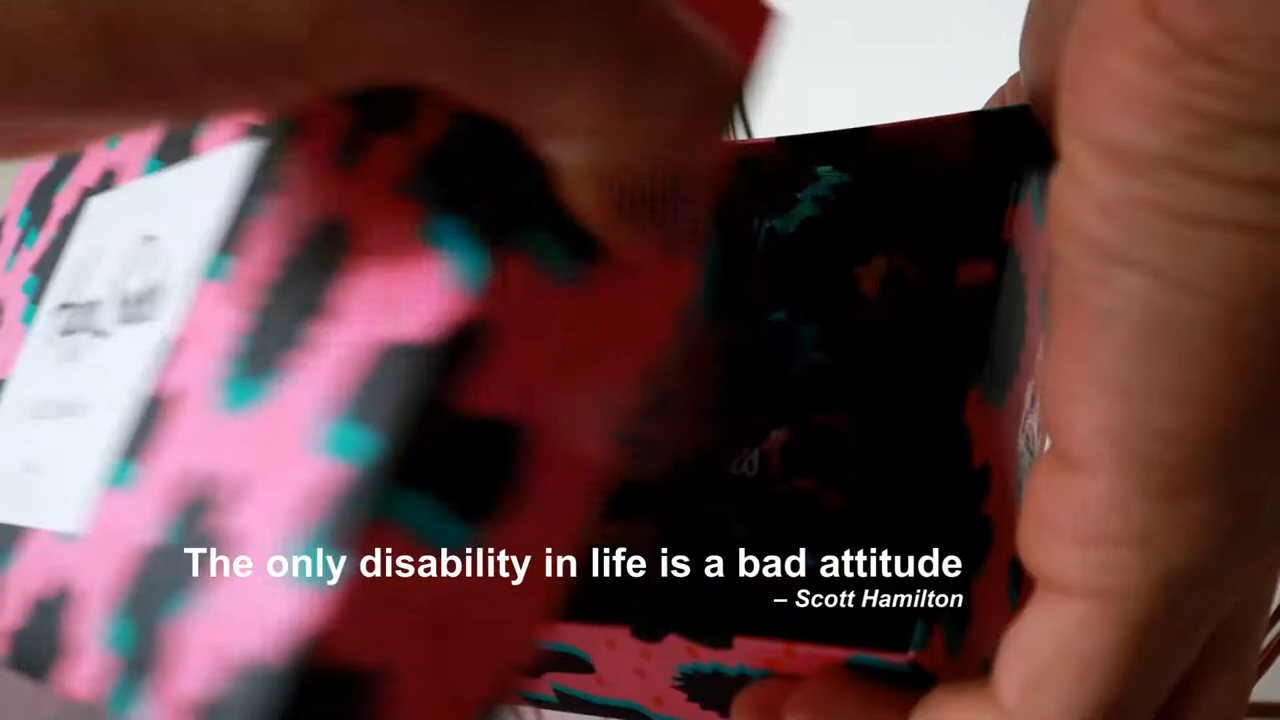 The only disability in life is a bad attitude
– Scott Hamilton